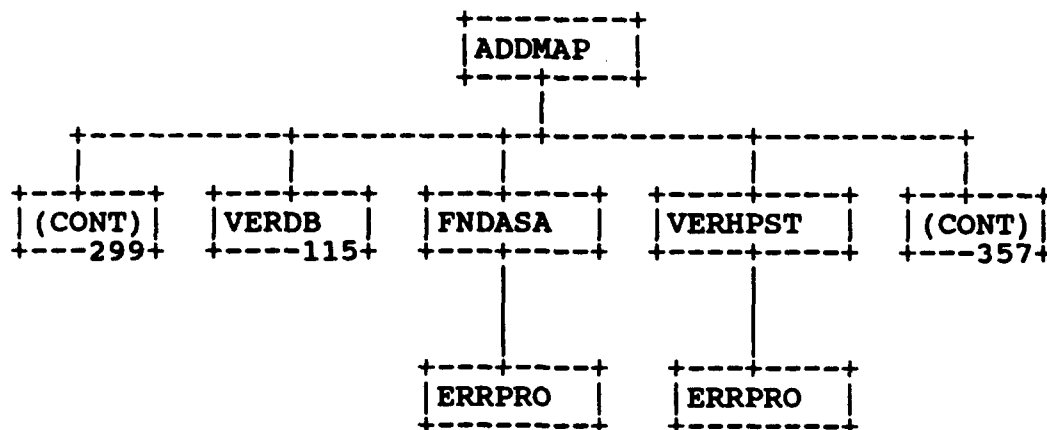 ADDMAP
(CONT) VERDB FNDASA VERHPST (CONT)
299 115 357
ERRPRO ERRPRO